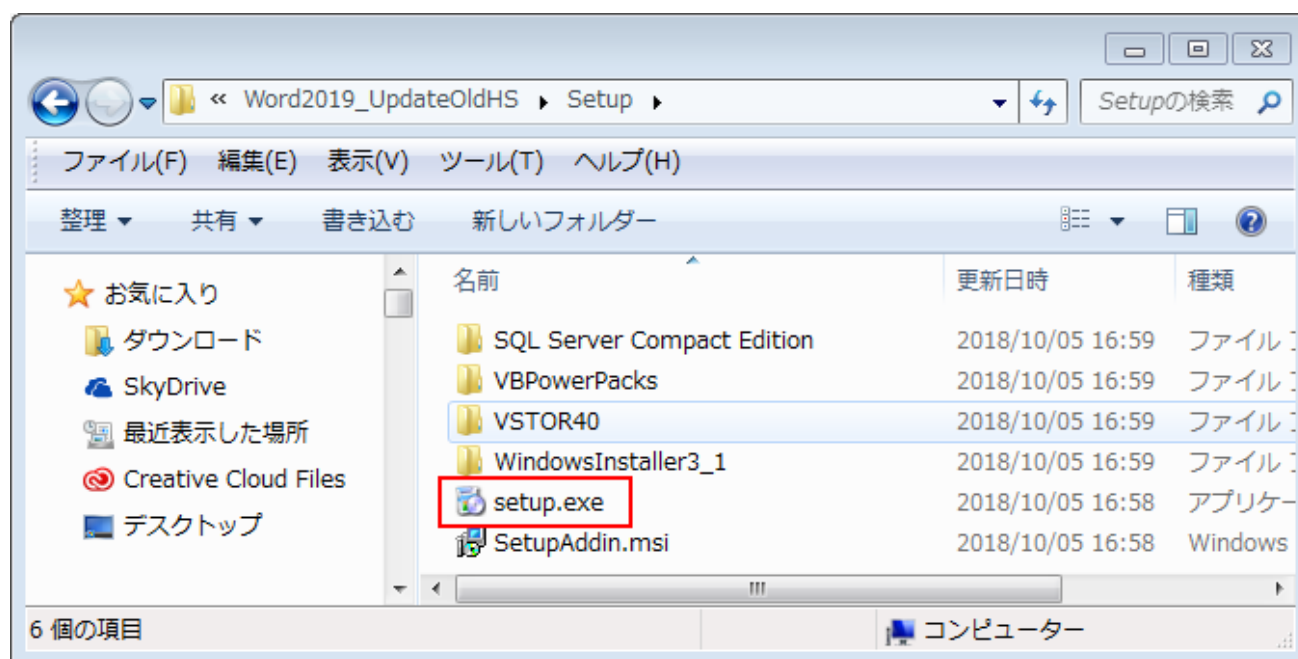 « Word2019_UpdateOldHS ▸ Setup ▸ Setupの検索
ファイル(F) 編集(E) 表示(V) ツール(T) ヘルプ(H)
整理 ▼ 共有 ▼ 書き込む 新しいフォルダー
お気に入り
ダウンロード
SkyDrive
最近表示した場所
Creative Cloud Files
デスクトップ
名前 更新日時 種類
SQL Server Compact Edition 2018/10/05 16:59 ファイル
VBPowerPacks 2018/10/05 16:59 ファイル
VSTOR40 2018/10/05 16:59 ファイル
WindowsInstaller3_1 2018/10/05 16:59 ファイル
setup.exe 2018/10/05 16:58 アプリケー
SetupAddin.msi 2018/10/05 16:58 Windows
6 個の項目 コンピューター